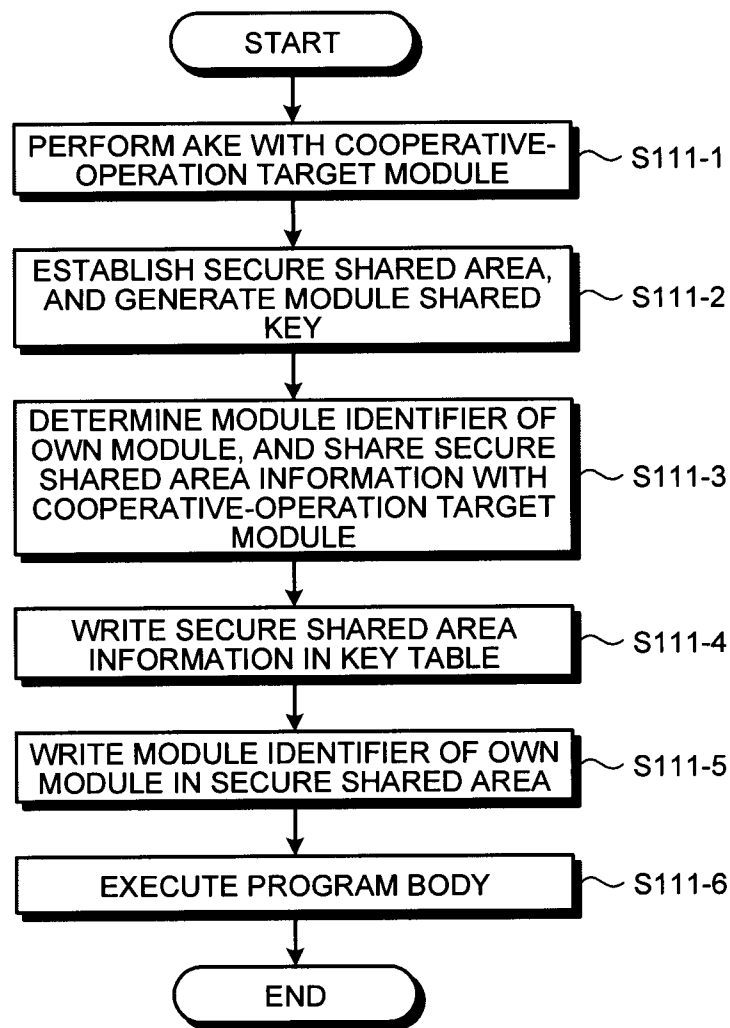 START
PERFORM AKE WITH COOPERATIVE-
OPERATION TARGET MODULE
S111-1
ESTABLISH SECURE SHARED AREA,
AND GENERATE MODULE SHARED
KEY
S111-2
DETERMINE MODULE IDENTIFIER OF
OWN MODULE, AND SHARE SECURE
SHARED AREA INFORMATION WITH
COOPERATIVE-OPERATION TARGET
MODULE
S111-3
WRITE SECURE SHARED AREA
INFORMATION IN KEY TABLE
S111-4
WRITE MODULE IDENTIFIER OF OWN
MODULE IN SECURE SHARED AREA
S111-5
EXECUTE PROGRAM BODY
S111-6
END